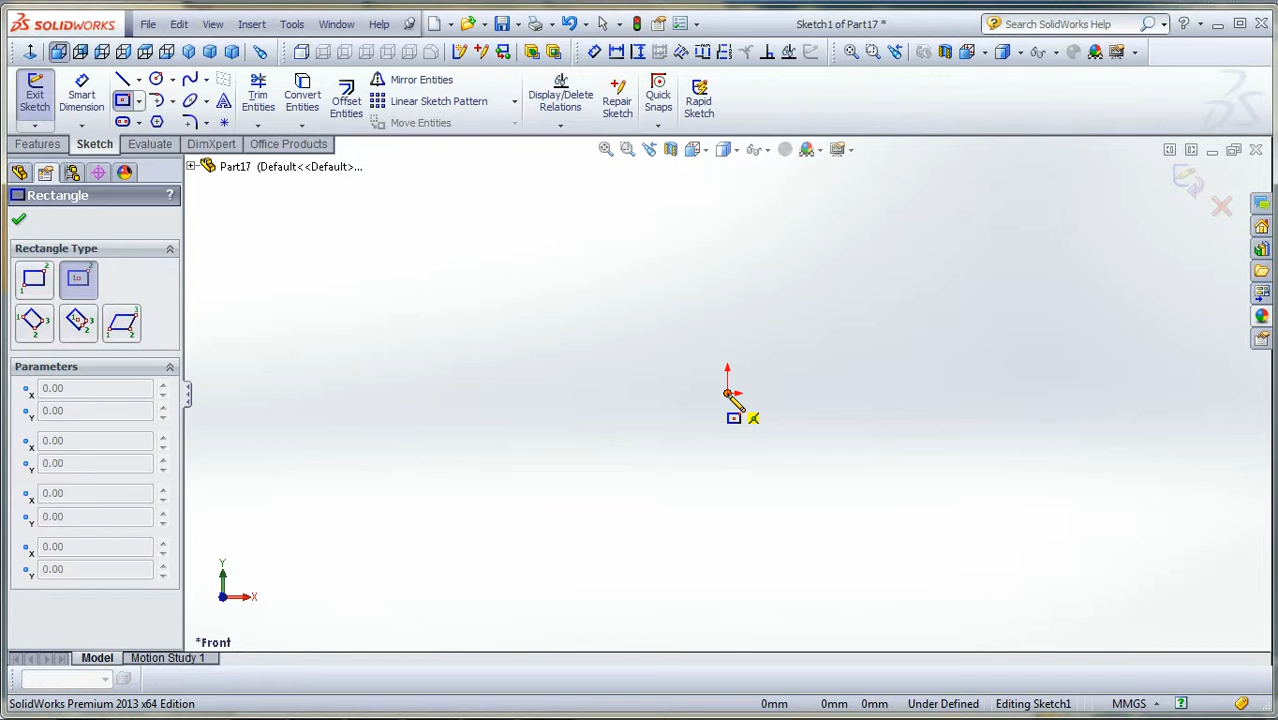 SOLIDWORKS File Edit View Insert Tools Window Help Sketch1 of Part17 * Search SolidWorks Help
Exit Sketch Smart Dimension Trim Entities Convert Entities Offset Entities Mirror Entities Linear Sketch Pattern Move Entities Display/Delete Relations Repair Sketch Quick Snaps Rapid Sketch
Features Sketch Evaluate DimXpert Office Products
Part17 (Default<<Default>...
Rectangle ?
Rectangle Type
Parameters
X 0.00
Y 0.00
X 0.00
Y 0.00
X 0.00
Y 0.00
X 0.00
Y 0.00
Y
X
*Front
Model Motion Study 1
SolidWorks Premium 2013 x64 Edition 0mm 0mm 0mm Under Defined Editing Sketch1 MMGS ?